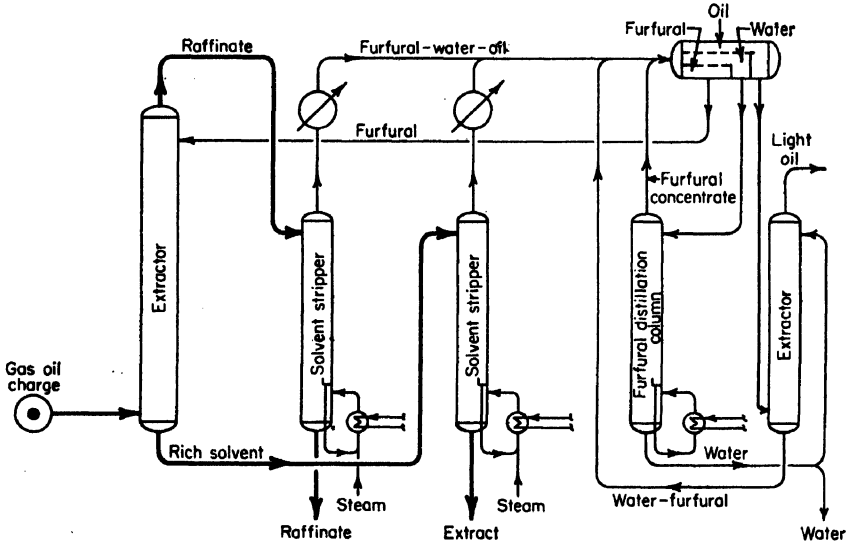 Oil
Furfural
Water
Raffinate
Furfural-water-oil
Furfural
Light
oil
Furfural
concentrate
Extractor
Solvent stripper
Solvent stripper
Furfural distillation
column
Extractor
Gas oil
charge
Rich solvent
Water
Steam
Steam
Water-furfural
Raffinate
Extract
Water